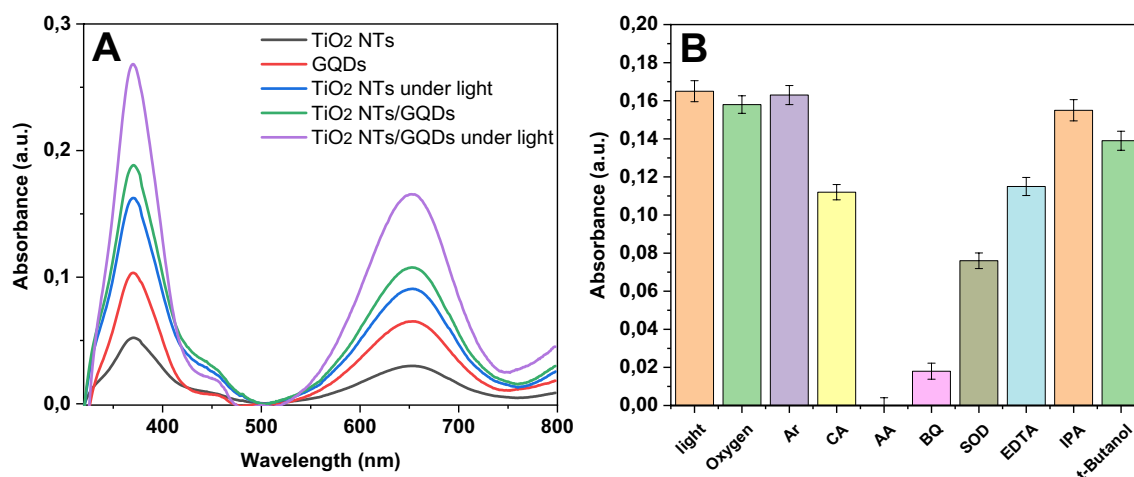 A
0,3
0,2
0,1
0,0
Absorbance (a.u.)
TiO2 NTs
GQDs
TiO2 NTs under light
TiO2 NTs/GQDs
TiO2 NTs/GQDs under light
400
500
600
700
800
Wavelength (nm)
B
0,20
0,18
0,16
0,14
0,12
0,10
0,08
0,06
0,04
0,02
0,00
Absorbance (a.u.)
light
Oxygen
Ar
CA
AA
BQ
SOD
EDTA
IPA
t-Butanol